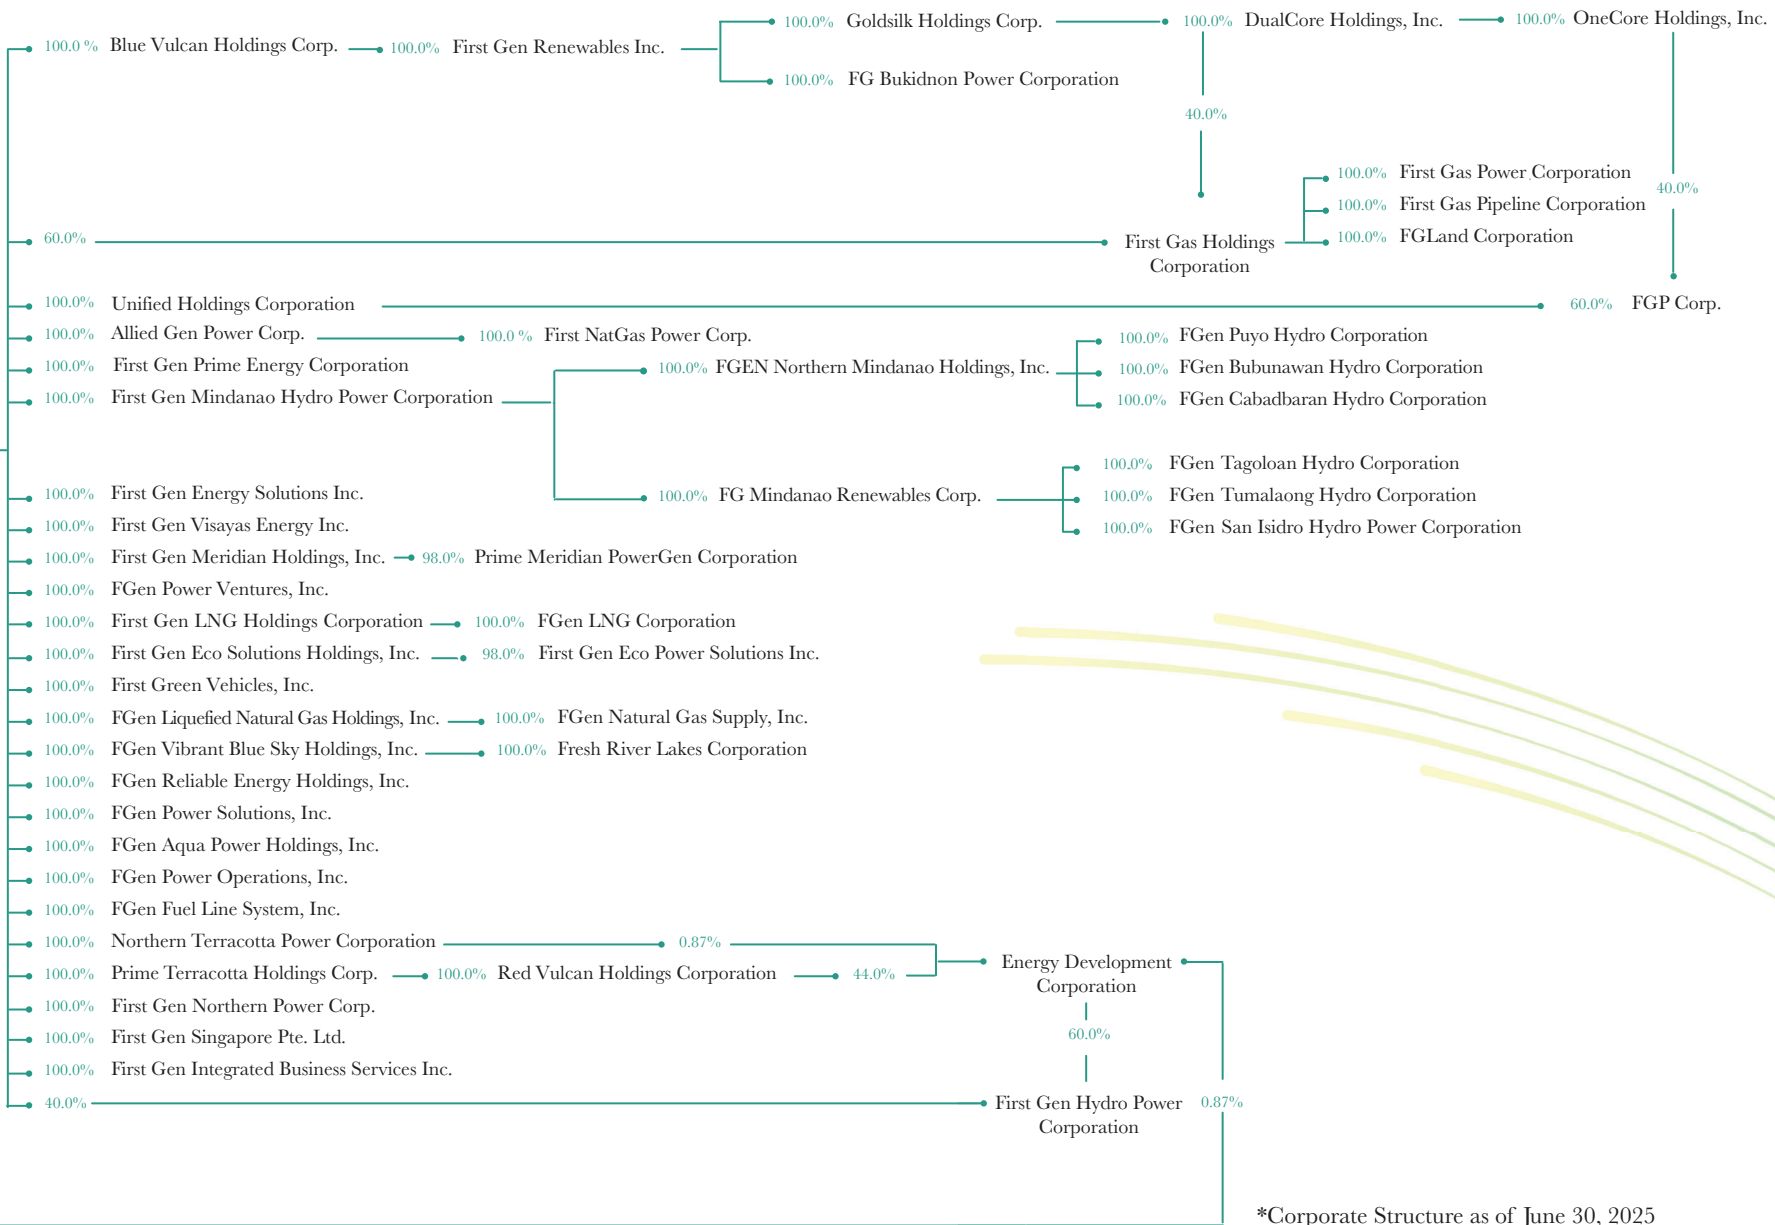 100.0% Goldsilk Holdings Corp. 100.0% DualCore Holdings, Inc. 100.0% OneCore Holdings, Inc.
100.0 % Blue Vulcan Holdings Corp. 100.0% First Gen Renewables Inc.
100.0% FG Bukidnon Power Corporation
40.0%
100.0% First Gas Power Corporation
40.0%
100.0% First Gas Pipeline Corporation
60.0% First Gas Holdings
Corporation
100.0% FGLand Corporation
100.0% Unified Holdings Corporation 60.0% FGP Corp.
100.0% Allied Gen Power Corp. 100.0 % First NatGas Power Corp. 100.0% FGen Puyo Hydro Corporation
100.0% First Gen Prime Energy Corporation 100.0% FGEN Northern Mindanao Holdings, Inc. 100.0% FGen Bubunawan Hydro Corporation
100.0% First Gen Mindanao Hydro Power Corporation 100.0% FGen Cabadbaran Hydro Corporation
100.0% FGen Tagoloan Hydro Corporation
100.0% First Gen Energy Solutions Inc. 100.0% FG Mindanao Renewables Corp. 100.0% FGen Tumalaong Hydro Corporation
100.0% First Gen Visayas Energy Inc. 100.0% FGen San Isidro Hydro Power Corporation
100.0% First Gen Meridian Holdings, Inc. 98.0% Prime Meridian PowerGen Corporation
100.0% FGen Power Ventures, Inc.
100.0% First Gen LNG Holdings Corporation 100.0% FGen LNG Corporation
100.0% First Gen Eco Solutions Holdings, Inc. 98.0% First Gen Eco Power Solutions Inc.
100.0% First Green Vehicles, Inc.
100.0% FGen Liquefied Natural Gas Holdings, Inc. 100.0% FGen Natural Gas Supply, Inc.
100.0% FGen Vibrant Blue Sky Holdings, Inc. 100.0% Fresh River Lakes Corporation
100.0% FGen Reliable Energy Holdings, Inc.
100.0% FGen Power Solutions, Inc.
100.0% FGen Aqua Power Holdings, Inc.
100.0% FGen Power Operations, Inc.
100.0% FGen Fuel Line System, Inc.
100.0% Northern Terracotta Power Corporation 0.87%
100.0% Prime Terracotta Holdings Corp. 100.0% Red Vulcan Holdings Corporation 44.0% Energy Development
Corporation
100.0% First Gen Northern Power Corp.
100.0% First Gen Singapore Pte. Ltd. 60.0%
100.0% First Gen Integrated Business Services Inc.
40.0% First Gen Hydro Power 0.87%
Corporation
*Corporate Structure as of June 30, 2025